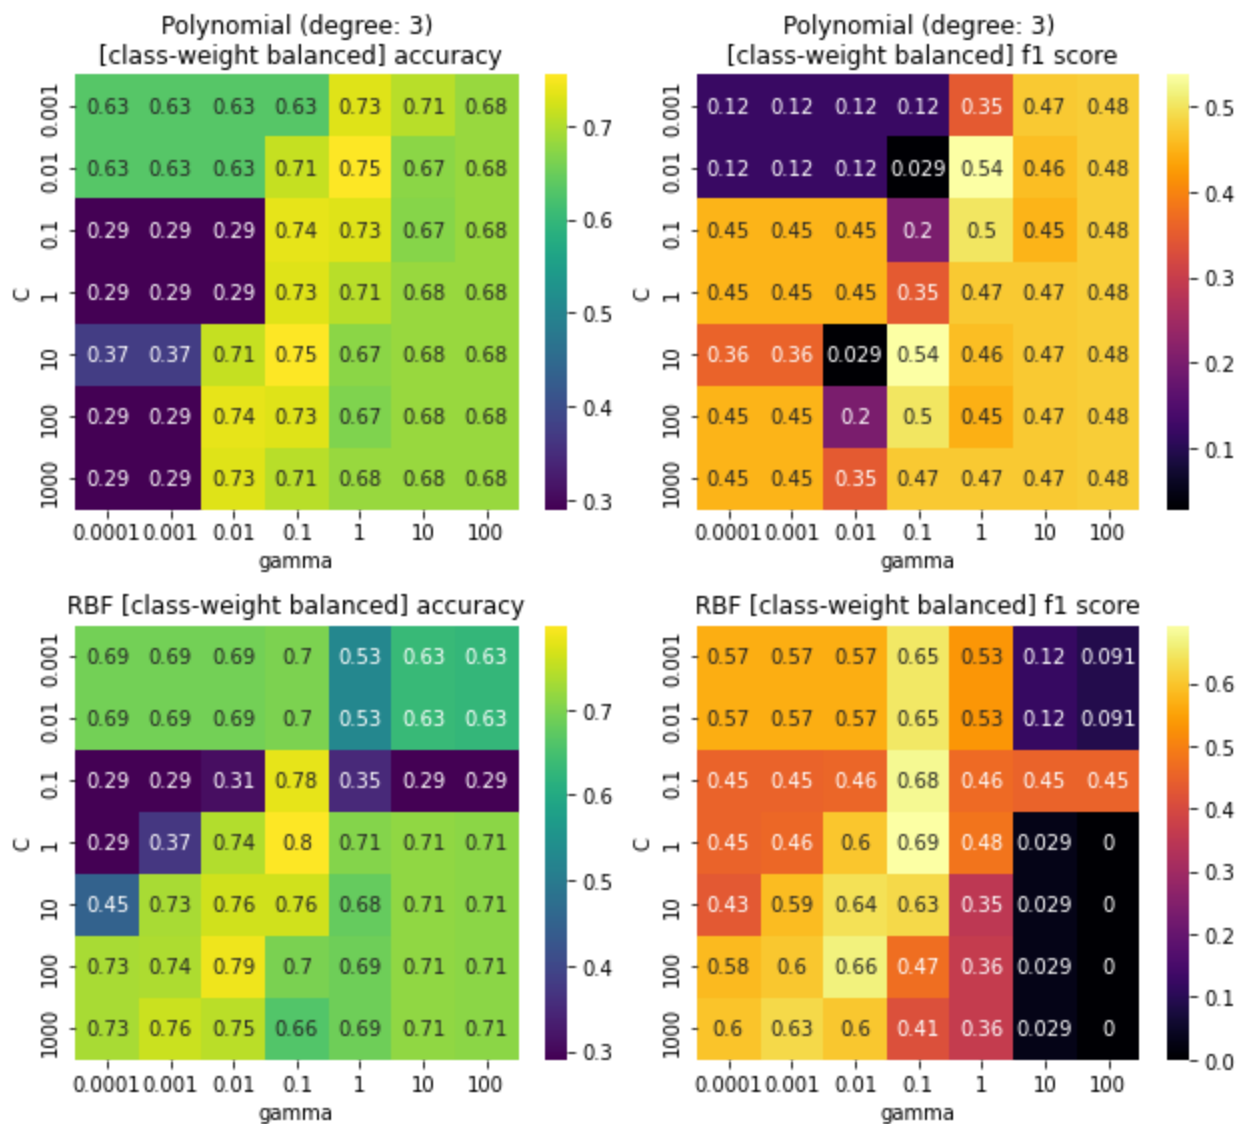 Polynomial (degree: 3)
[class-weight balanced] accuracy
0.001 0.63 0.63 0.63 0.63 0.73 0.71 0.68
0.01 0.63 0.63 0.63 0.71 0.75 0.67 0.68
0.1 0.29 0.29 0.29 0.74 0.73 0.67 0.68
C
1 0.29 0.29 0.29 0.73 0.71 0.68 0.68
10 0.37 0.37 0.71 0.75 0.67 0.68 0.68
100 0.29 0.29 0.74 0.73 0.67 0.68 0.68
1000 0.29 0.29 0.73 0.71 0.68 0.68 0.68
0.0001 0.001 0.01 0.1 1 10 100
gamma
0.7
0.6
0.5
0.4
0.3
Polynomial (degree: 3)
[class-weight balanced] f1 score
0.001 0.12 0.12 0.12 0.12 0.35 0.47 0.48
0.01 0.12 0.12 0.12 0.029 0.54 0.46 0.48
0.1 0.45 0.45 0.45 0.2 0.5 0.45 0.48
C
1 0.45 0.45 0.45 0.35 0.47 0.47 0.48
10 0.36 0.36 0.029 0.54 0.46 0.47 0.48
100 0.45 0.45 0.2 0.5 0.45 0.47 0.48
1000 0.45 0.45 0.35 0.47 0.47 0.47 0.48
0.0001 0.001 0.01 0.1 1 10 100
gamma
0.5
0.4
0.3
0.2
0.1
RBF [class-weight balanced] accuracy
0.001 0.69 0.69 0.69 0.7 0.53 0.63 0.63
0.01 0.69 0.69 0.69 0.7 0.53 0.63 0.63
0.1 0.29 0.29 0.31 0.78 0.35 0.29 0.29
C
1 0.29 0.37 0.74 0.8 0.71 0.71 0.71
10 0.45 0.73 0.76 0.76 0.68 0.71 0.71
100 0.73 0.74 0.79 0.7 0.69 0.71 0.71
1000 0.73 0.76 0.75 0.66 0.69 0.71 0.71
0.0001 0.001 0.01 0.1 1 10 100
gamma
0.7
0.6
0.5
0.4
0.3
RBF [class-weight balanced] f1 score
0.001 0.57 0.57 0.57 0.65 0.53 0.12 0.091
0.01 0.57 0.57 0.57 0.65 0.53 0.12 0.091
0.1 0.45 0.45 0.46 0.68 0.46 0.45 0.45
C
1 0.45 0.46 0.6 0.69 0.48 0.029 0
10 0.43 0.59 0.64 0.63 0.35 0.029 0
100 0.58 0.6 0.66 0.47 0.36 0.029 0
1000 0.6 0.63 0.6 0.41 0.36 0.029 0
0.0001 0.001 0.01 0.1 1 10 100
gamma
0.6
0.5
0.4
0.3
0.2
0.1
0.0